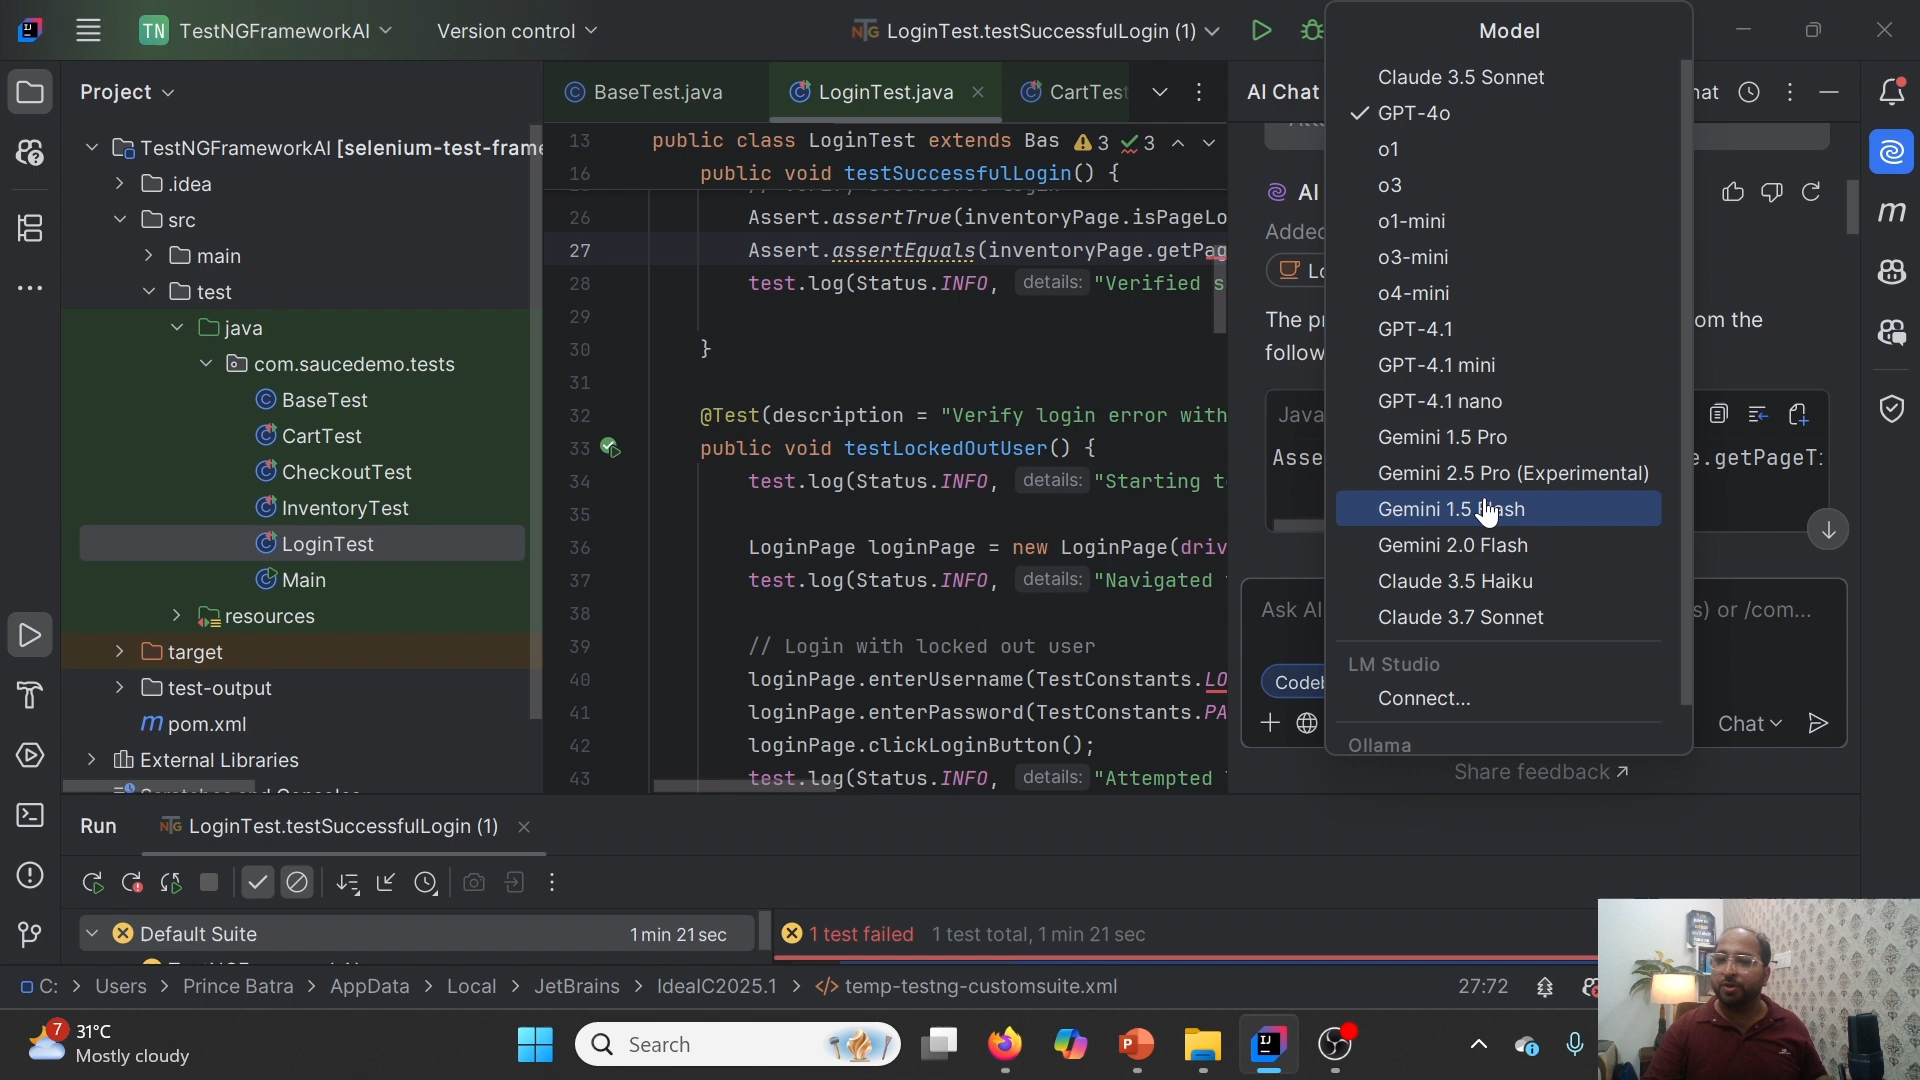 TN TestNGFrameworkAI
Version control
LoginTest.testSuccessfulLogin (1)
Project
TestNGFrameworkAI [selenium-test-frame
.idea
src
main
test
java
com.saucedemo.tests
BaseTest
CartTest
CheckoutTest
InventoryTest
LoginTest
Main
resources
target
test-output
pom.xml
External Libraries
BaseTest.java
LoginTest.java
CartTest
13 public class LoginTest extends Bas
3 3
16 public void testSuccessfulLogin() {
26 Assert.assertTrue(inventoryPage.isPageLo
27 Assert.assertEquals(inventoryPage.getPag
28 test.log(Status.INFO, details: "Verified s
29
30 }
31
32 @Test(description = "Verify login error with
33 public void testLockedOutUser() {
34 test.log(Status.INFO, details: "Starting t
35
36 LoginPage loginPage = new LoginPage(driv
37 test.log(Status.INFO, details: "Navigated
38
39 // Login with locked out user
40 loginPage.enterUsername(TestConstants.LO
41 loginPage.enterPassword(TestConstants.PA
42 loginPage.clickLoginButton();
43 test.log(Status.INFO, details: "Attempted
AI Chat
hat
AI
Added
Lo
The pr
om the
follow
Java
Asse
e.getPageT:
Ask AI
s) or /com...
Codeb
Chat
Share feedback
Model
Claude 3.5 Sonnet
GPT-4o
o1
o3
o1-mini
o3-mini
o4-mini
GPT-4.1
GPT-4.1 mini
GPT-4.1 nano
Gemini 1.5 Pro
Gemini 2.5 Pro (Experimental)
Gemini 1.5 Flash
Gemini 2.0 Flash
Claude 3.5 Haiku
Claude 3.7 Sonnet
LM Studio
Connect...
Ollama
Run
LoginTest.testSuccessfulLogin (1)
Default Suite
1 min 21 sec
1 test failed 1 test total, 1 min 21 sec
C: > Users > Prince Batra > AppData > Local > JetBrains > IdeaIC2025.1 > temp-testng-customsuite.xml
27:72
7
31°C
Mostly cloudy
Search